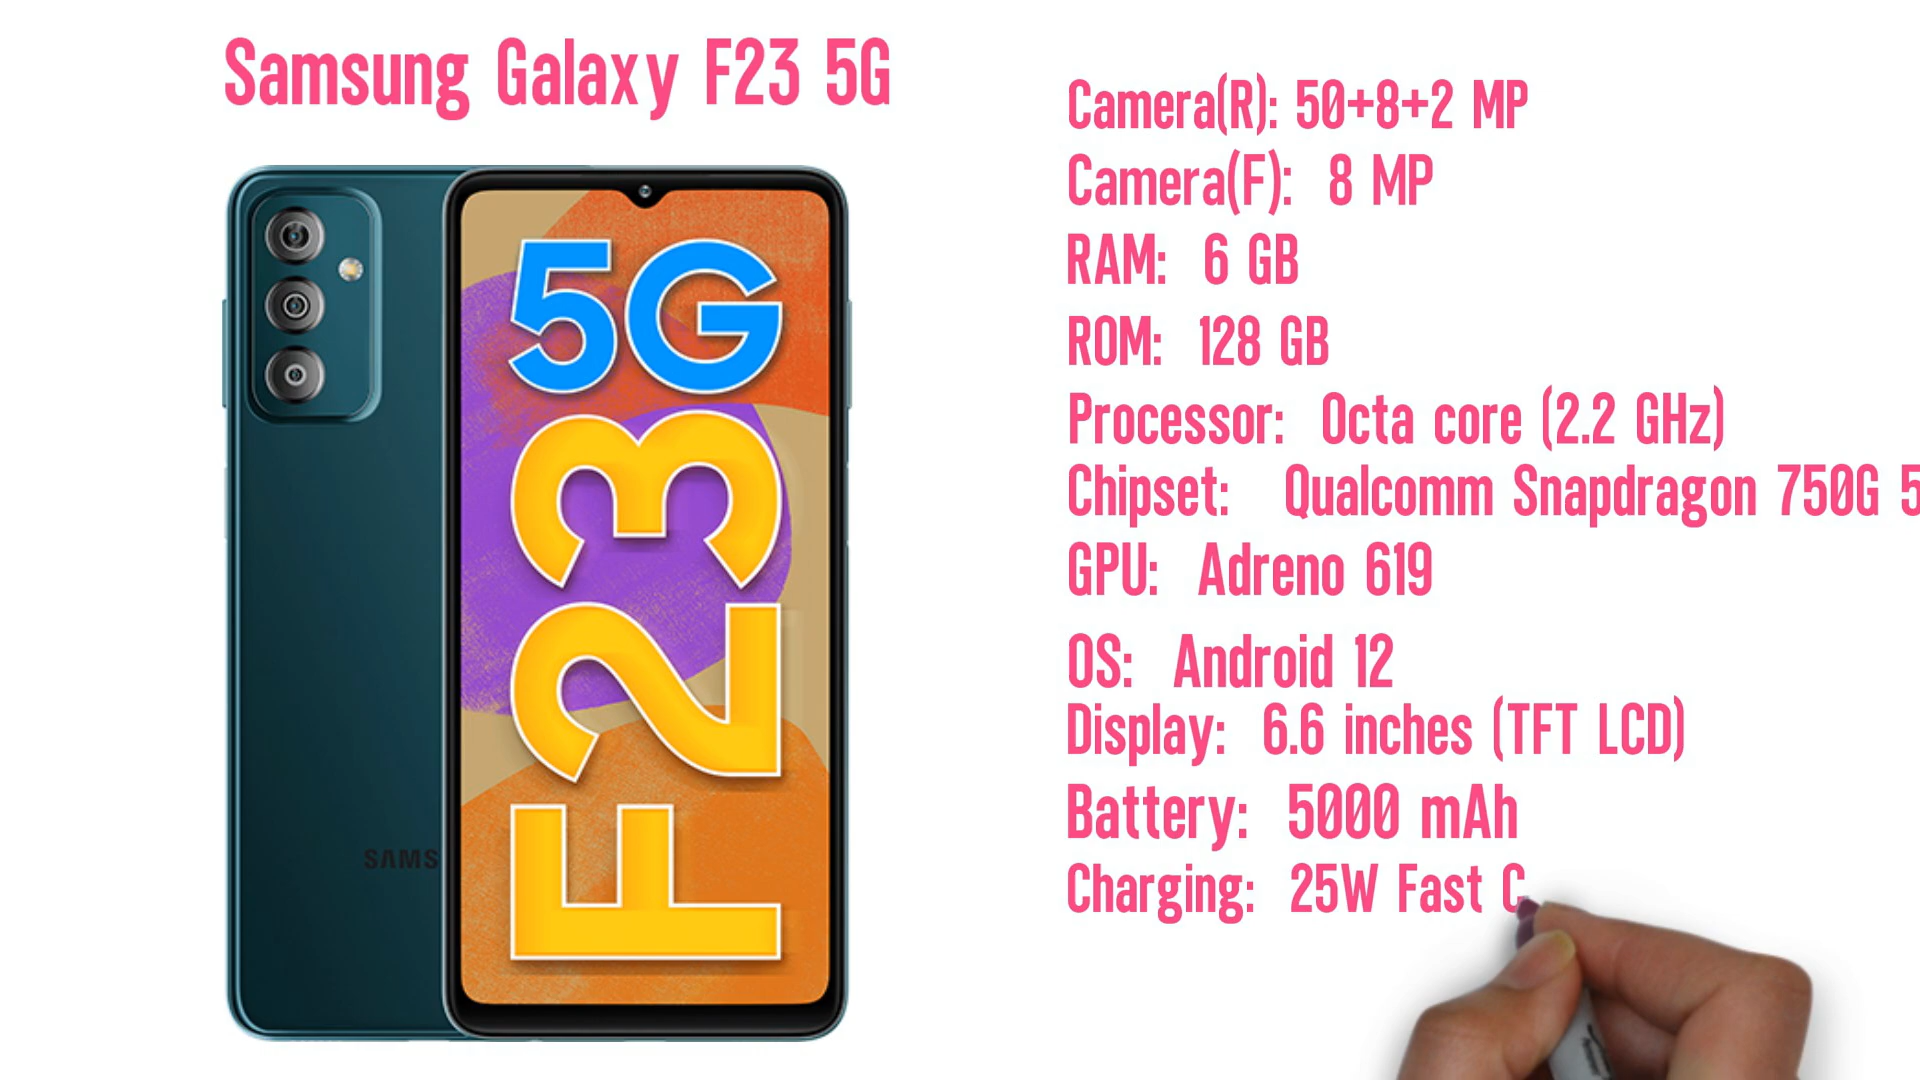 Samsung Galaxy F23 5G
5G
F23
SAMS
Camera(R): 50+8+2 MP
Camera(F): 8 MP
RAM: 6 GB
ROM: 128 GB
Processor: Octa core (2.2 GHz)
Chipset: Qualcomm Snapdragon 750G 5
GPU: Adreno 619
OS: Android 12
Display: 6.6 inches (TFT LCD)
Battery: 5000 mAh
Charging: 25W Fast C